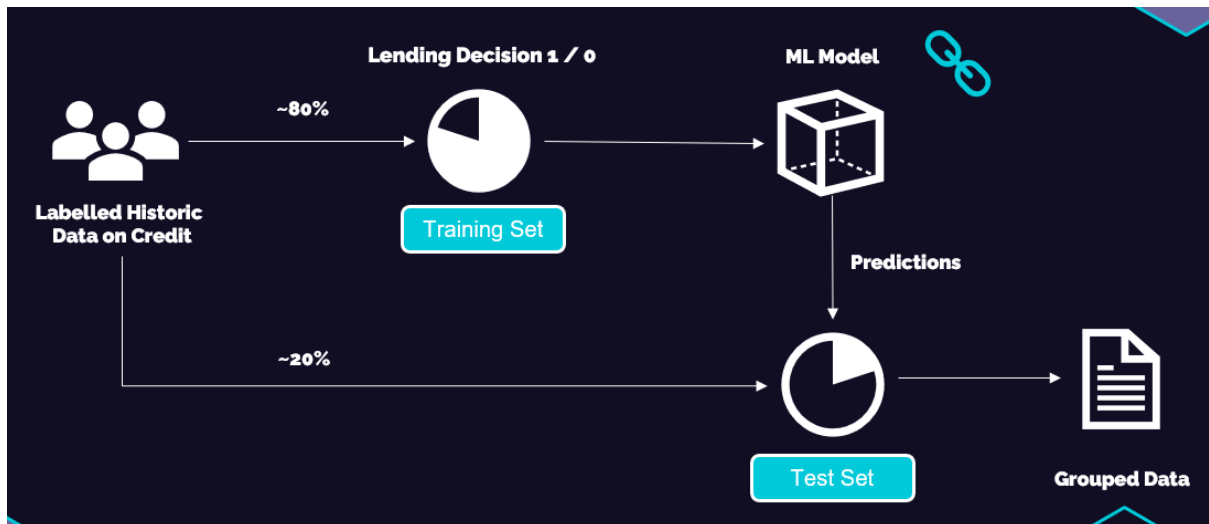 Lending Decision 1 / 0
ML Model
~80%
Labelled Historic
Data on Credit
Training Set
Predictions
~20%
Test Set
Grouped Data